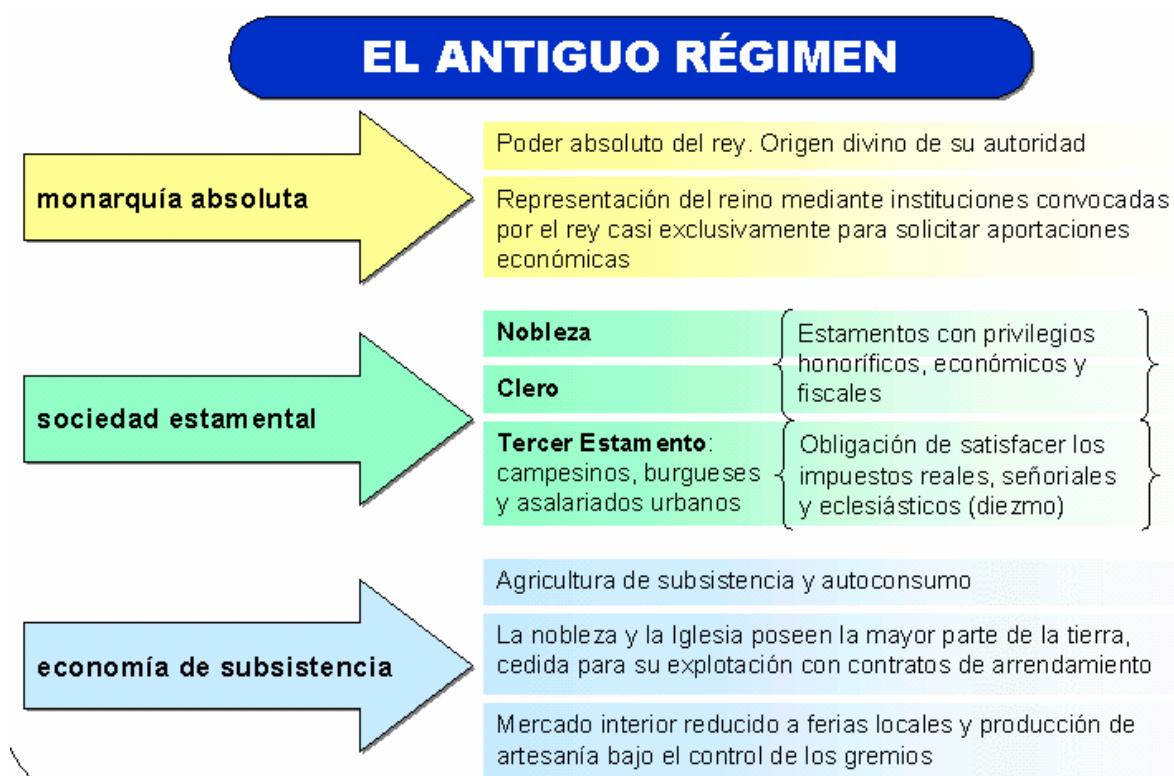 EL ANTIGUO RÉGIMEN
monarquía absoluta
Poder absoluto del rey. Origen divino de su autoridad
Representación del reino mediante instituciones convocadas
por el rey casi exclusivamente para solicitar aportaciones
económicas
sociedad estamental
Nobleza
Clero
Estamentos con privilegios
honoríficos, económicos y
fiscales
Tercer Estamento:
campesinos, burgueses
y asalariados urbanos
Obligación de satisfacer los
impuestos reales, señoriales
y eclesiásticos (diezmo)
economía de subsistencia
Agricultura de subsistencia y autoconsumo
La nobleza y la Iglesia poseen la mayor parte de la tierra,
cedida para su explotación con contratos de arrendamiento
Mercado interior reducido a ferias locales y producción de
artesanía bajo el control de los gremios